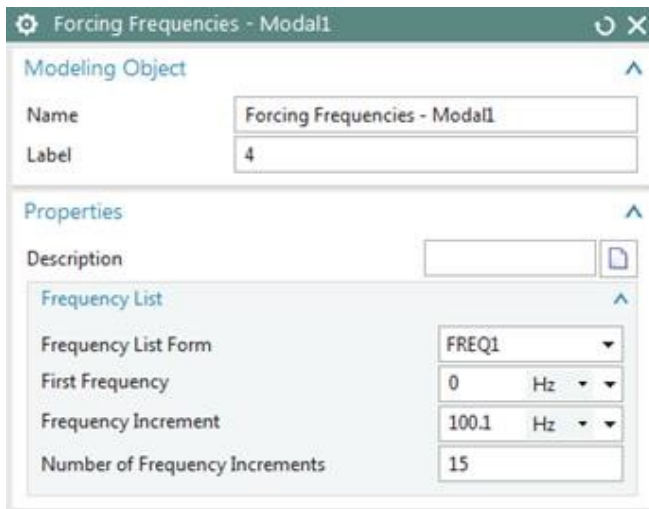 Forcing Frequencies - Modal1
Modeling Object
Name Forcing Frequencies - Modal1
Label 4
Properties
Description
Frequency List
Frequency List Form FREQ1
First Frequency 0 Hz
Frequency Increment 100.1 Hz
Number of Frequency Increments 15